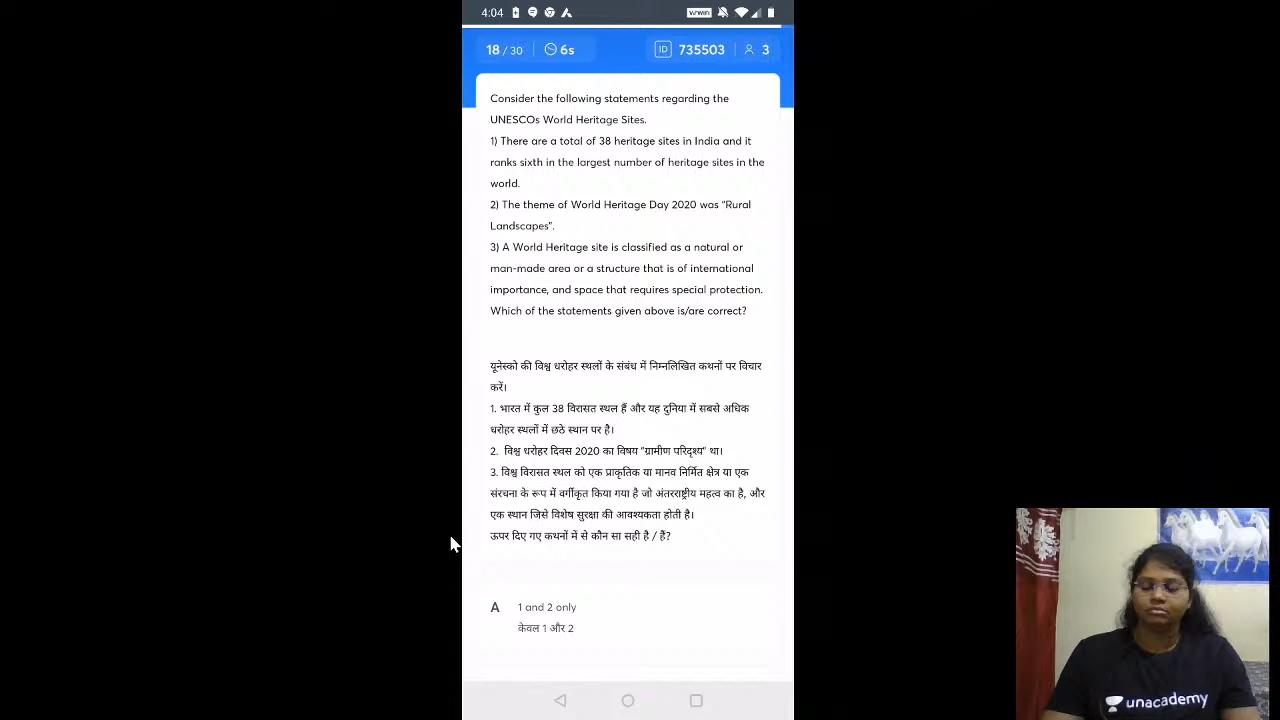 4:04
VoWiFi
18 / 30
6s
ID 735503
3
Consider the following statements regarding the
UNESCOs World Heritage Sites.
1) There are a total of 38 heritage sites in India and it
ranks sixth in the largest number of heritage sites in the
world.
2) The theme of World Heritage Day 2020 was "Rural
Landscapes".
3) A World Heritage site is classified as a natural or
man-made area or a structure that is of international
importance, and space that requires special protection.
Which of the statements given above is/are correct?
यूनेस्को की विश्व धरोहर स्थलों के संबंध में निम्नलिखित कथनों पर विचार
करें।
1. भारत में कुल 38 विरासत स्थल हैं और यह दुनिया में सबसे अधिक
धरोहर स्थलों में छठे स्थान पर है।
2. विश्व धरोहर दिवस 2020 का विषय "ग्रामीण परिदृश्य" था।
3. विश्व विरासत स्थल को एक प्राकृतिक या मानव निर्मित क्षेत्र या एक
संरचना के रूप में वर्गीकृत किया गया है जो अंतरराष्ट्रीय महत्व का है, और
एक स्थान जिसे विशेष सुरक्षा की आवश्यकता होती है।
ऊपर दिए गए कथनों में से कौन सा सही है / हैं?
A 1 and 2 only
केवल 1 और 2
unacademy